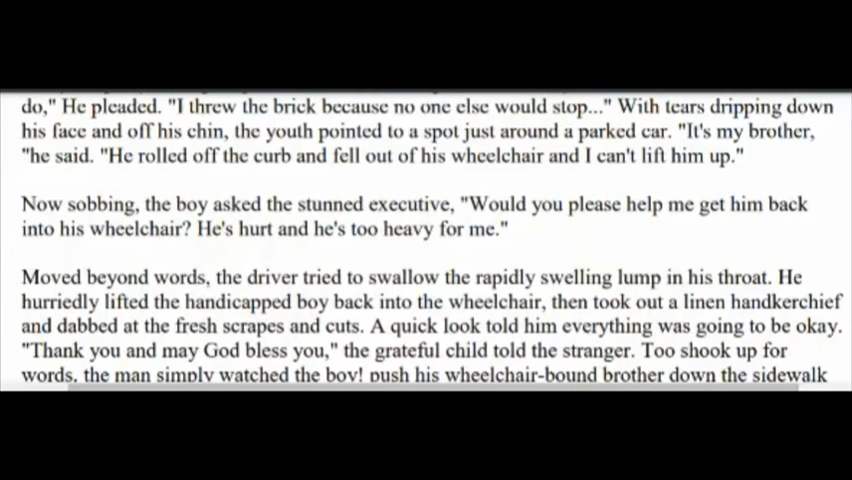 do," He pleaded. "I threw the brick because no one else would stop..." With tears dripping down
his face and off his chin, the youth pointed to a spot just around a parked car. "It's my brother,
"he said. "He rolled off the curb and fell out of his wheelchair and I can't lift him up."
Now sobbing, the boy asked the stunned executive, "Would you please help me get him back
into his wheelchair? He's hurt and he's too heavy for me."
Moved beyond words, the driver tried to swallow the rapidly swelling lump in his throat. He
hurriedly lifted the handicapped boy back into the wheelchair, then took out a linen handkerchief
and dabbed at the fresh scrapes and cuts. A quick look told him everything was going to be okay.
"Thank you and may God bless you," the grateful child told the stranger. Too shook up for
words, the man simply watched the boy! push his wheelchair-bound brother down the sidewalk